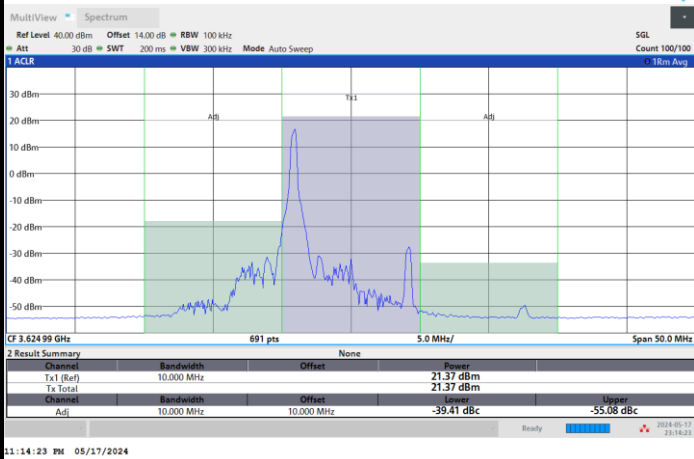 MultiView Spectrum
Ref Level 40.00 dBm Offset 14.00 dB RBW 100 kHz SGL
Att 30 dB SWT 200 ms VBW 300 kHz Mode Auto Sweep Count 100/100
1 ACLR 1Rm Avg
30 dBm
Tx1
20 dBm
Adj Adj
10 dBm
0 dBm
-10 dBm
-20 dBm
-30 dBm
-40 dBm
-50 dBm
CF 3.624 99 GHz 691 pts 5.0 MHz/ Span 50.0 MHz
2 Result Summary None
Channel Bandwidth Offset Power
Tx1 (Ref) 10.000 MHz 21.37 dBm
Tx Total 21.37 dBm
Channel Bandwidth Offset Lower Upper
Adj 10.000 MHz 10.000 MHz -39.41 dBc -55.08 dBc
Ready 2024-05-17
23:14:23
11:14:23 PM 05/17/2024